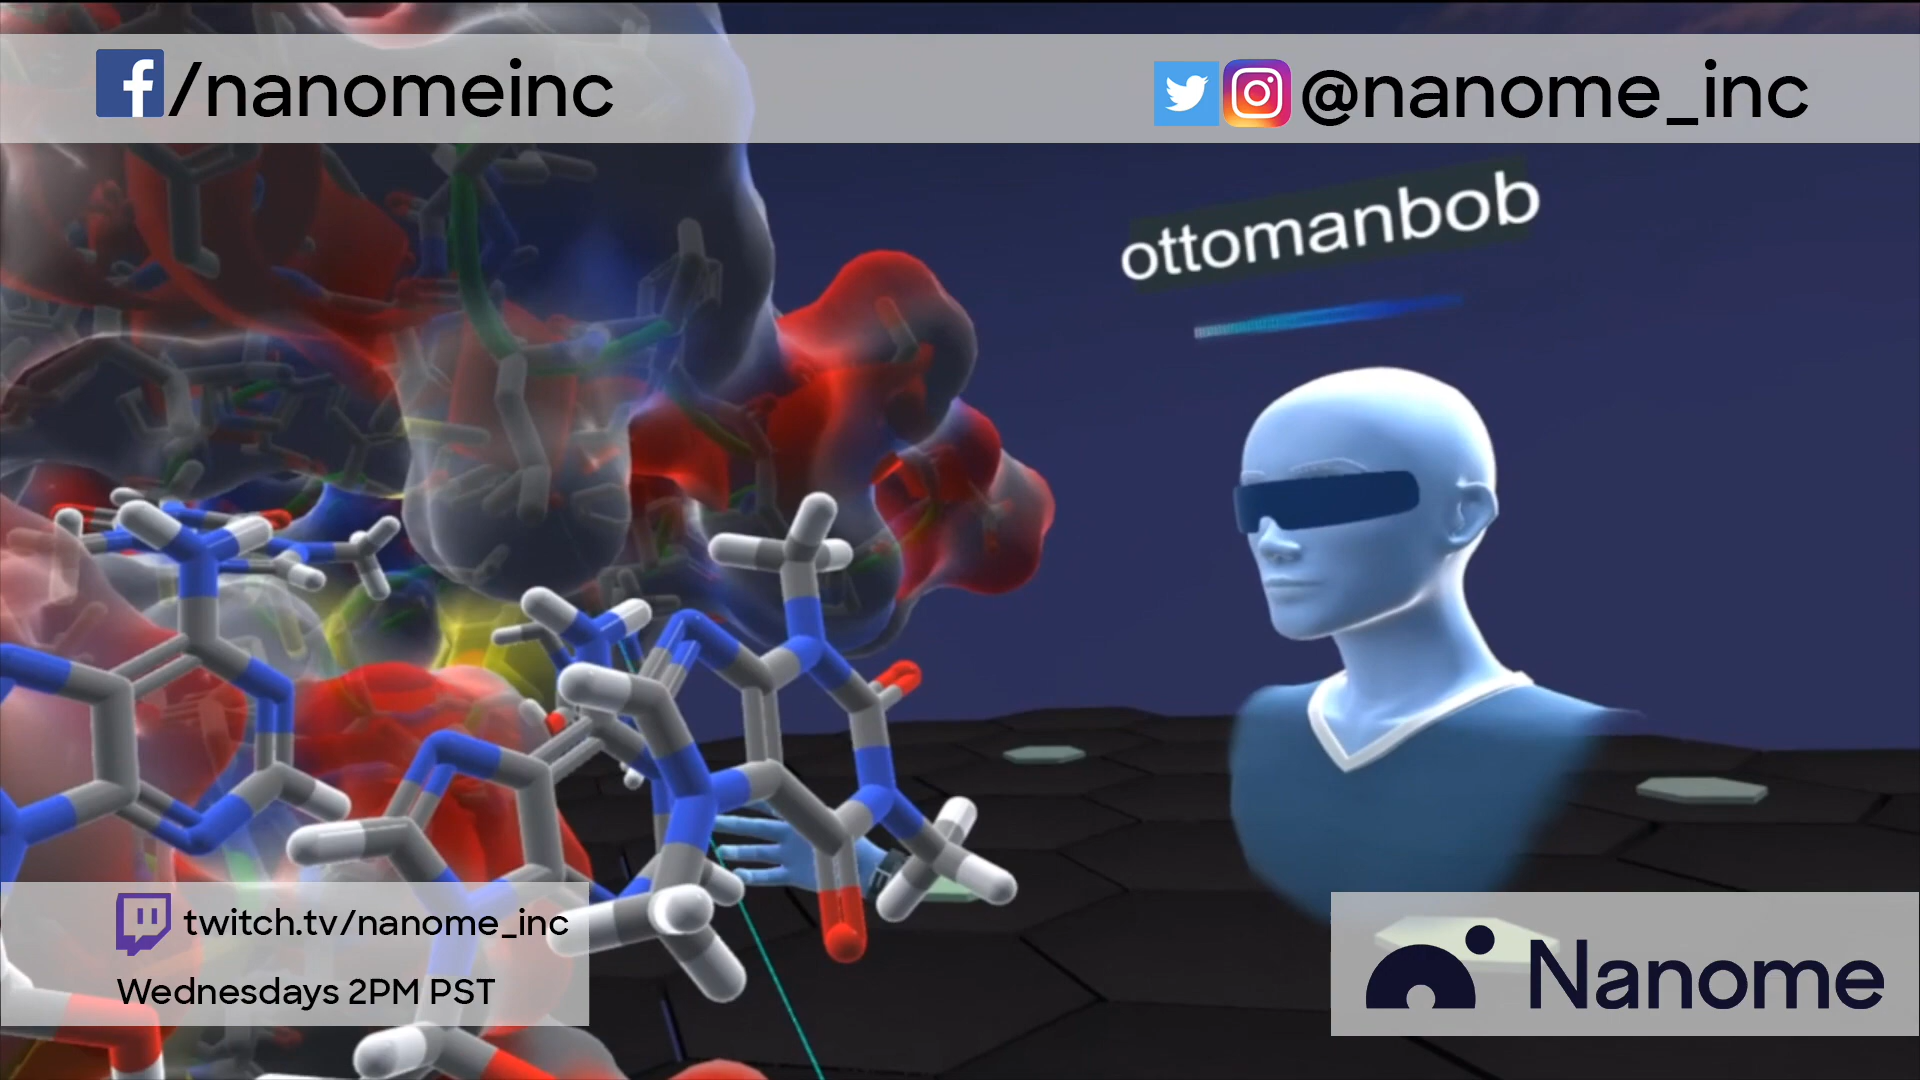 /nanomeinc
@nanome_inc
ottomanbob
twitch.tv/nanome_inc
Wednesdays 2PM PST
Nanome